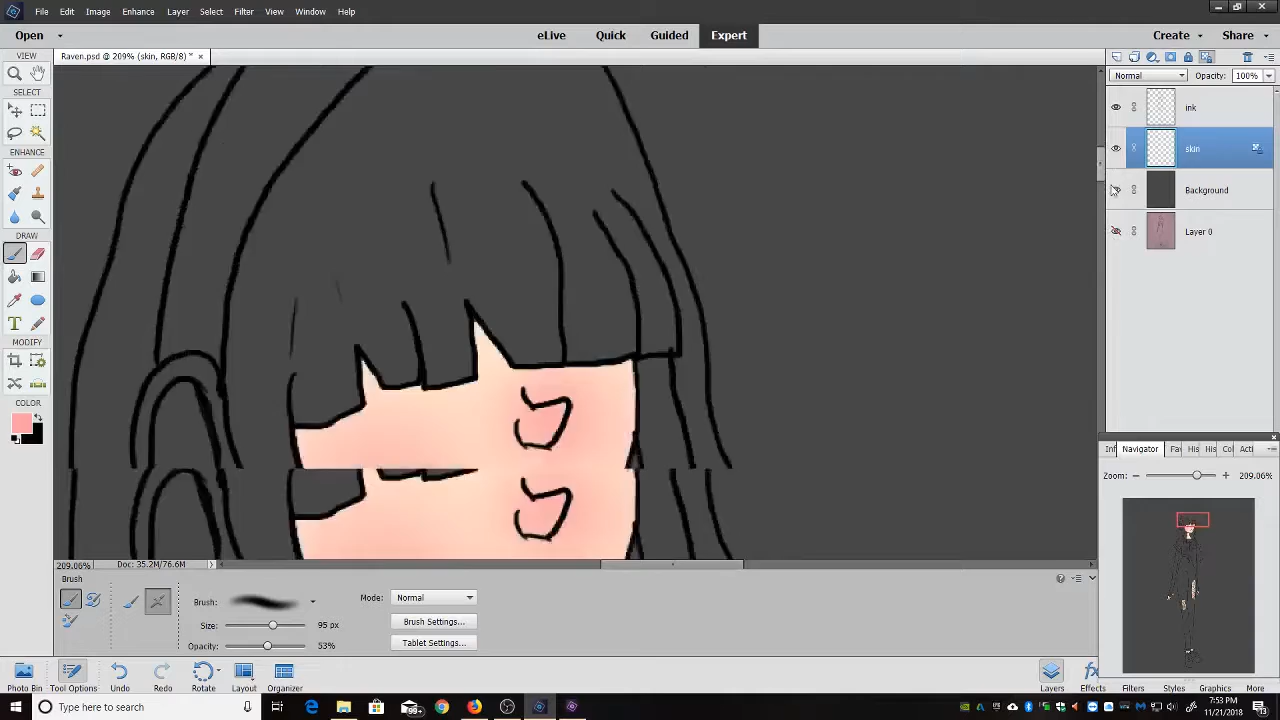 File Edit Image Enhance Layer Select Filter View Window Help
Open eLive Quick Guided Expert Create Share
VIEW
Raven.psd @ 209% (skin, RGB/8) * ×
Normal Opacity: 100%
SELECT
ink
skin
ENHANCE
Background
Layer 0
DRAW
MODIFY
COLOR
Navigator
Zoom: 209.06%
209.06% Doc: 35.2M/76.6M
Brush
Brush: Mode: Normal
Size: 95 px Brush Settings...
Opacity: 53% Tablet Settings...
Photo Bin Tool Options Undo Redo Rotate Layout Organizer Layers Effects Filters Styles Graphics More
Type here to search
7:53 PM
11/21/2018